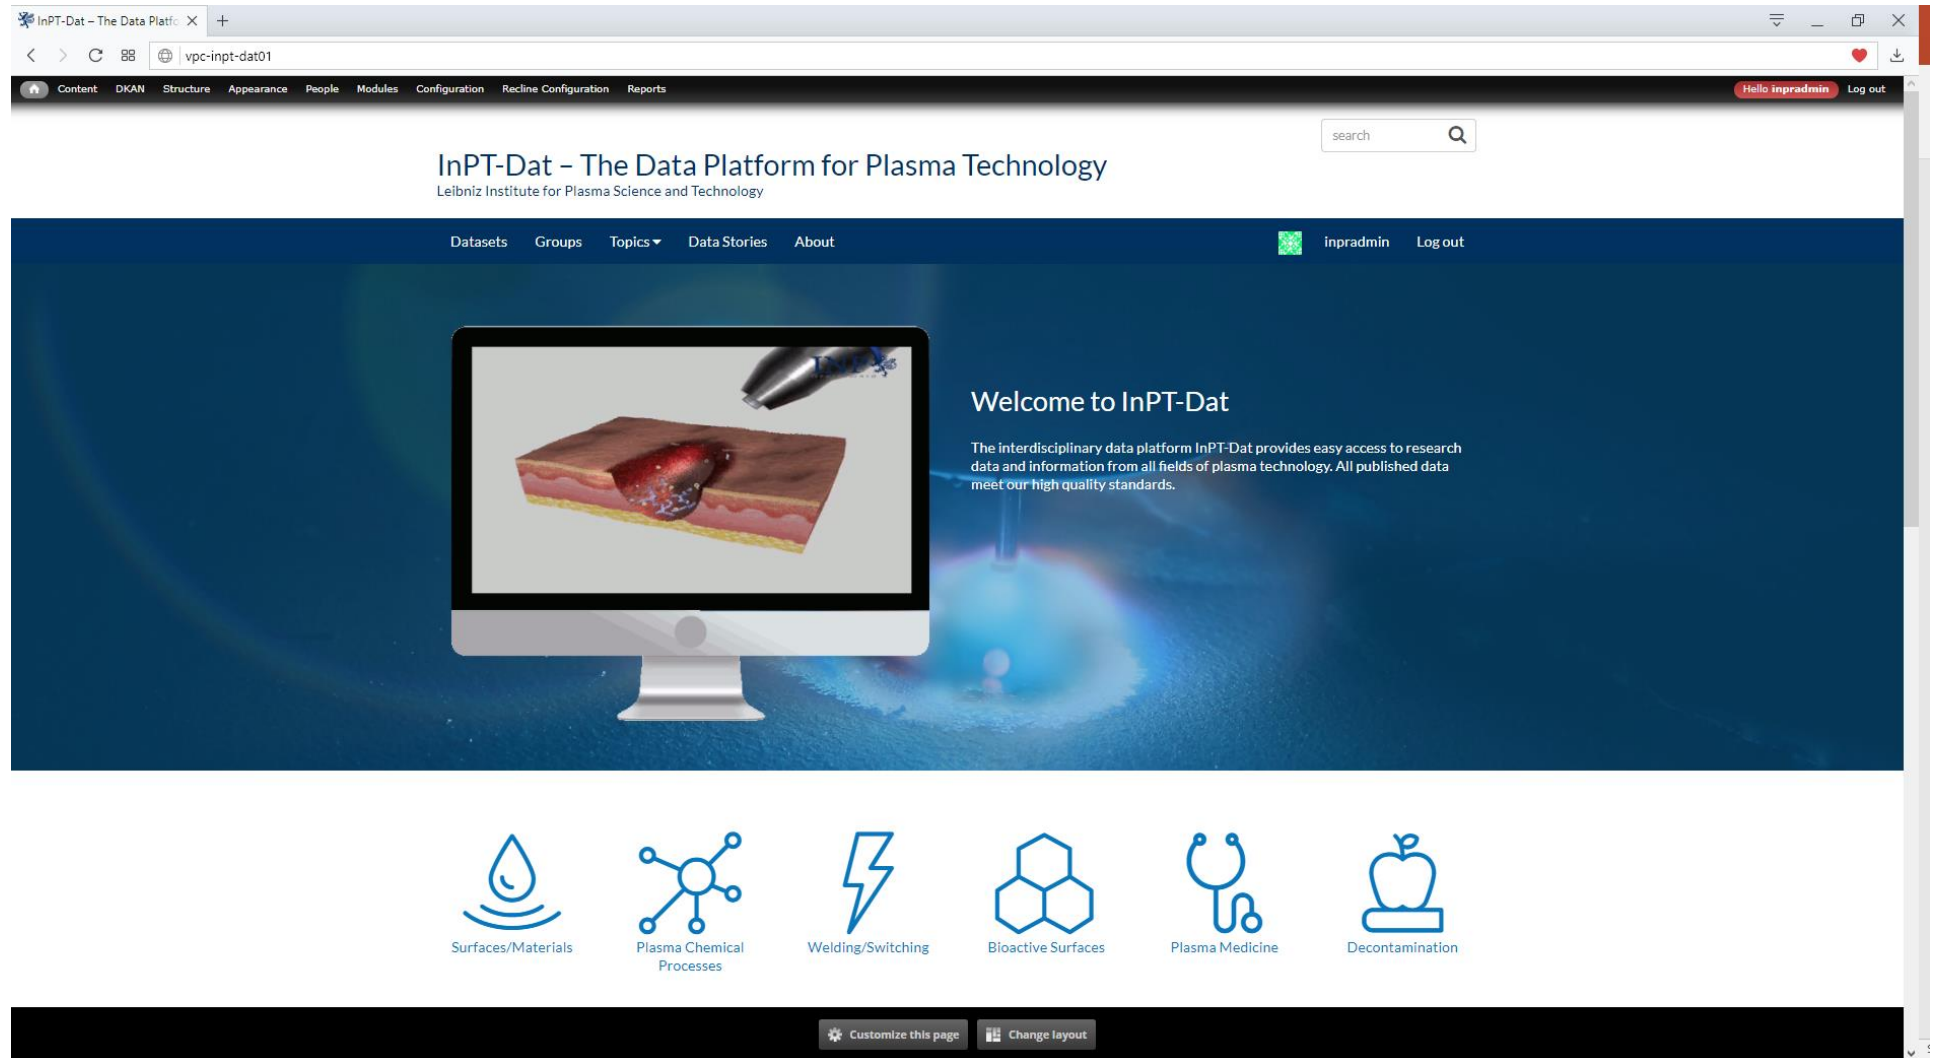 InPT-Dat – The Data Platfo
vpc-inpt-dat01
Content DKAN Structure Appearance People Modules Configuration Recline Configuration Reports
Hello inpradmin Log out
search
InPT-Dat – The Data Platform for Plasma Technology
Leibniz Institute for Plasma Science and Technology
Datasets Groups Topics Data Stories About
inpradmin Log out
INP
Welcome to InPT-Dat
The interdisciplinary data platform InPT-Dat provides easy access to research
data and information from all fields of plasma technology. All published data
meet our high quality standards.
Surfaces/Materials
Plasma Chemical
Processes
Welding/Switching
Bioactive Surfaces
Plasma Medicine
Decontamination
Customize this page
Change layout